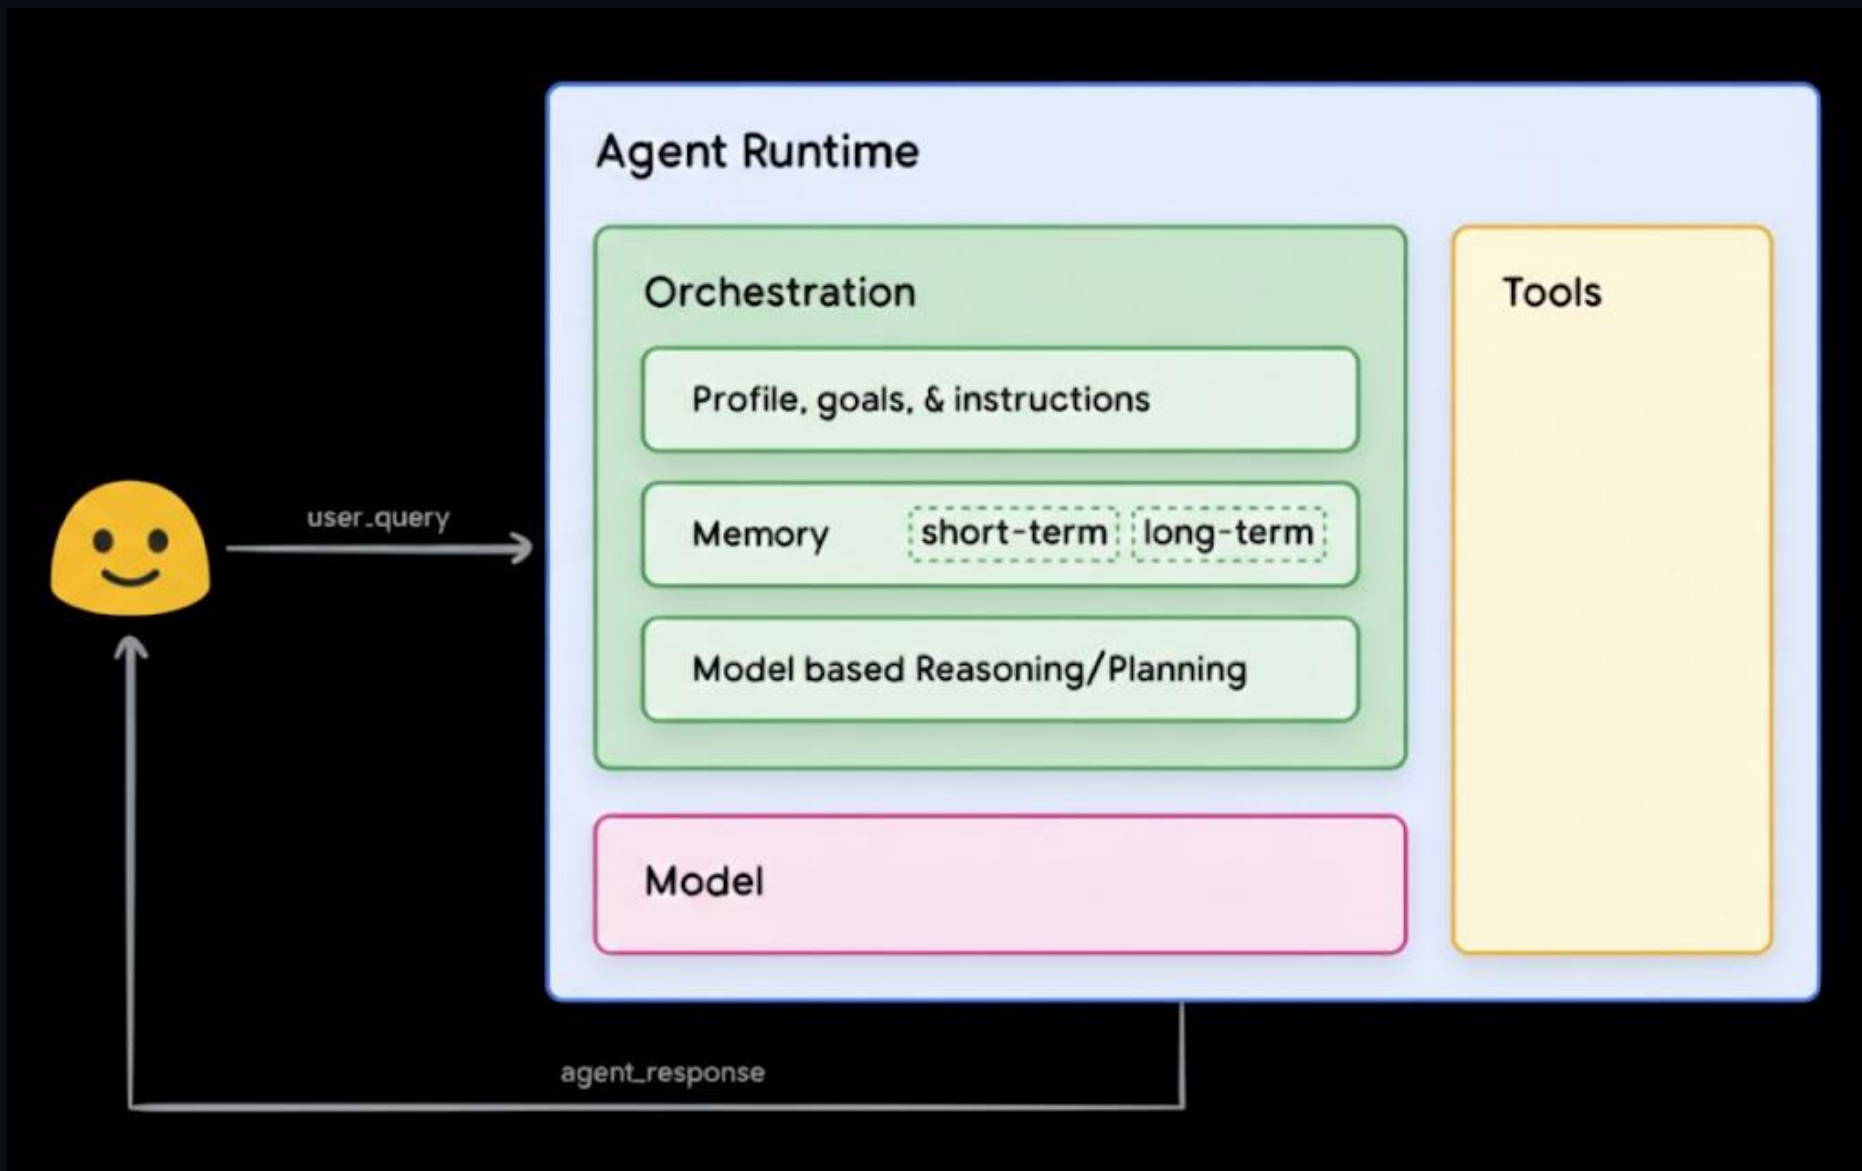 Agent Runtime
Orchestration
Tools
Profile, goals, & instructions
user_query
Memory short-term long-term
Model based Reasoning/Planning
Model
agent_response